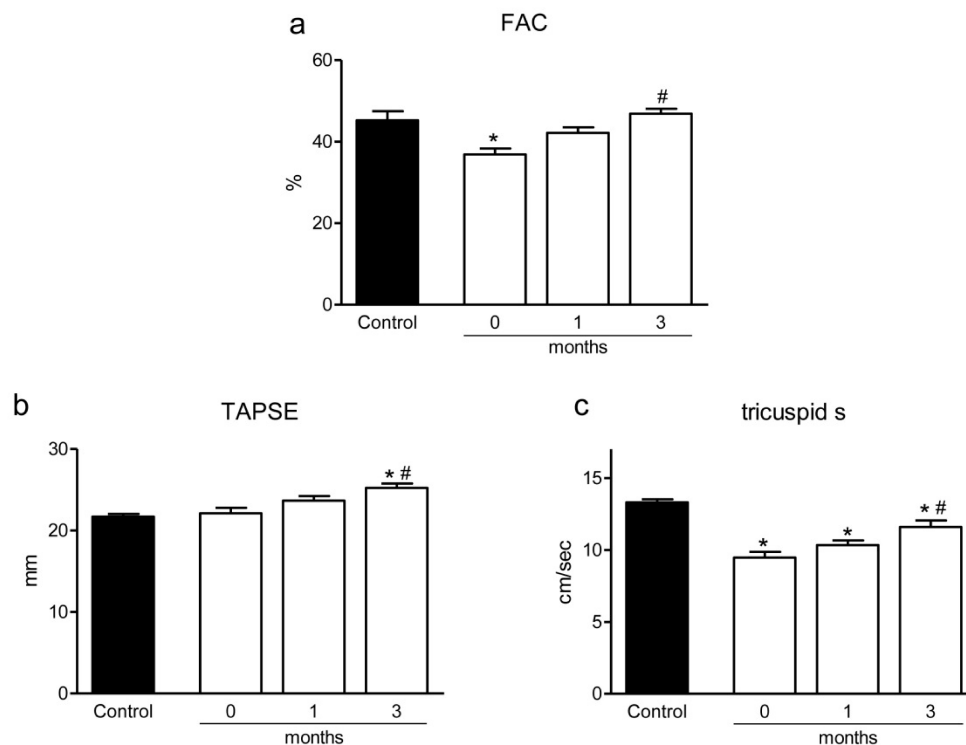 a FAC
60
40
20
0
%
*
#
Control 0 1 3
months
b TAPSE
30
20
10
0
mm
* #
Control 0 1 3
months
c tricuspid s
15
10
5
0
cm/sec
* * * #
Control 0 1 3
months